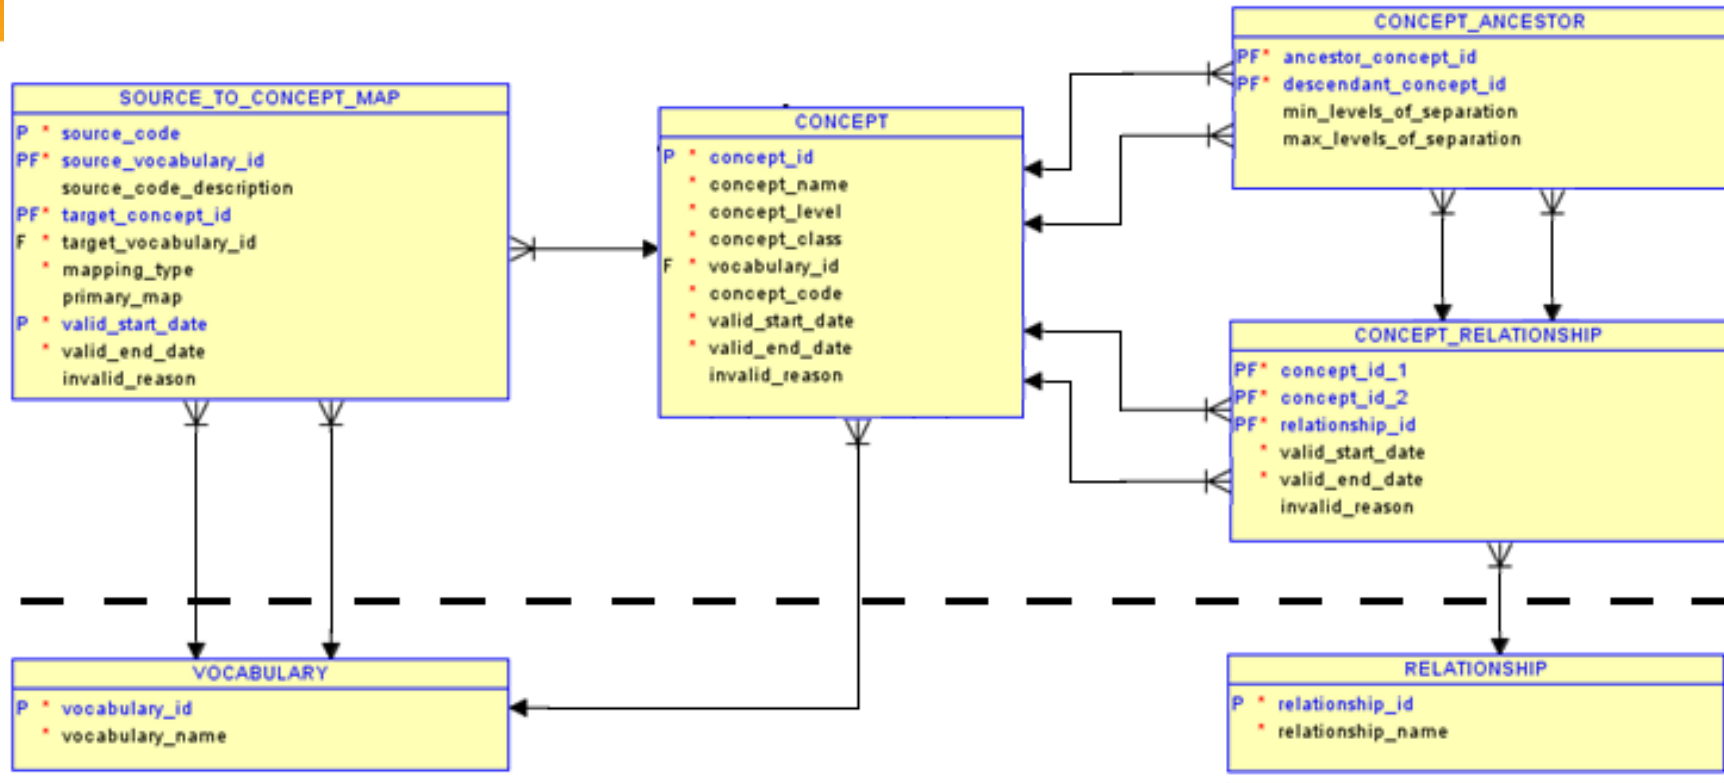 SOURCE_TO_CONCEPT_MAP
P * source_code
PF* source_vocabulary_id
source_code_description
PF* target_concept_id
F * target_vocabulary_id
* mapping_type
primary_map
P * valid_start_date
* valid_end_date
invalid_reason
CONCEPT
P * concept_id
* concept_name
* concept_level
* concept_class
F * vocabulary_id
* concept_code
* valid_start_date
* valid_end_date
invalid_reason
CONCEPT_ANCESTOR
PF* ancestor_concept_id
PF* descendant_concept_id
min_levels_of_separation
max_levels_of_separation
CONCEPT_RELATIONSHIP
PF* concept_id_1
PF* concept_id_2
PF* relationship_id
* valid_start_date
* valid_end_date
invalid_reason
VOCABULARY
P * vocabulary_id
* vocabulary_name
RELATIONSHIP
P * relationship_id
* relationship_name